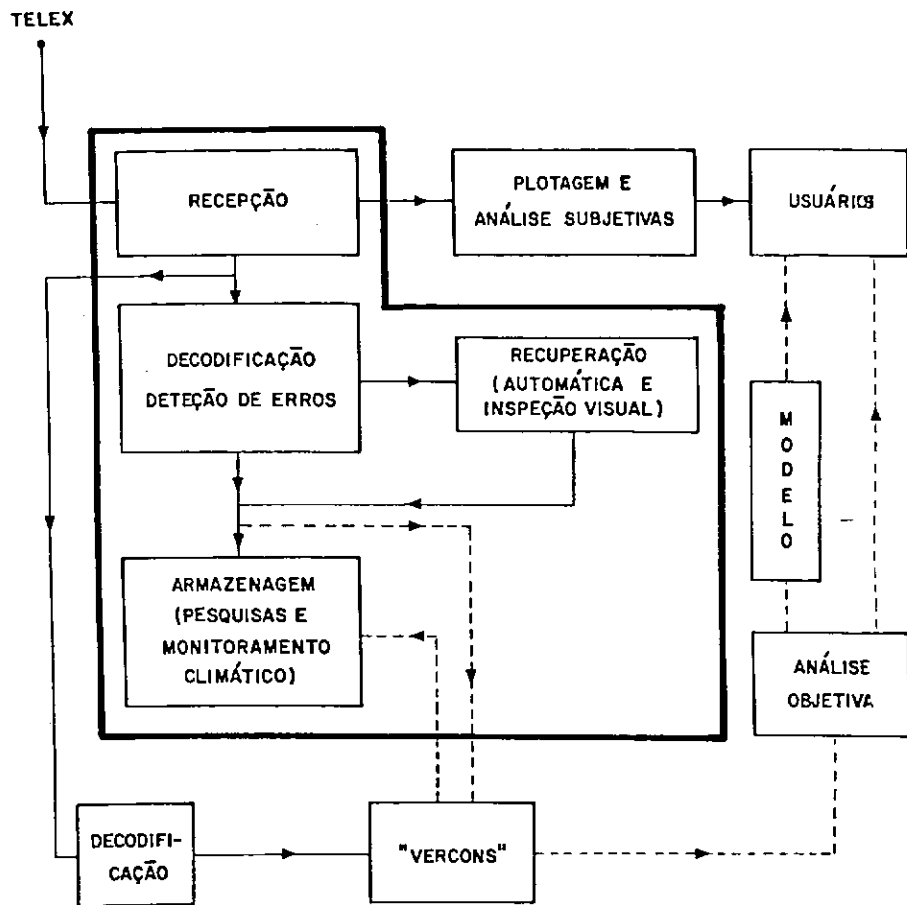 TELEX
RECEPÇÃO
PLOTAGEM E
ANÁLISE SUBJETIVAS
USUÁRIOS
DECODIFICAÇÃO
DETEÇÃO DE ERROS
RECUPERAÇÃO
(AUTOMÁTICA E
INSPEÇÃO VISUAL)
M
O
D
E
L
O
ARMAZENAGEM
(PESQUISAS E
MONITORAMENTO
CLIMÁTICO)
ANÁLISE
OBJETIVA
DECODIFI-
CAÇÃO
"VERCONS"